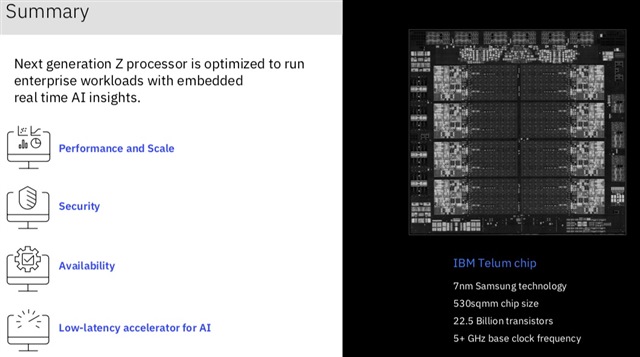 Summary
Next generation Z processor is optimized to run
enterprise workloads with embedded
real time AI insights.
Performance and Scale
Security
Availability
Low-latency accelerator for AI
IBM Telum chip
7nm Samsung technology
530sqmm chip size
22.5 Billion transistors
5+ GHz base clock frequency